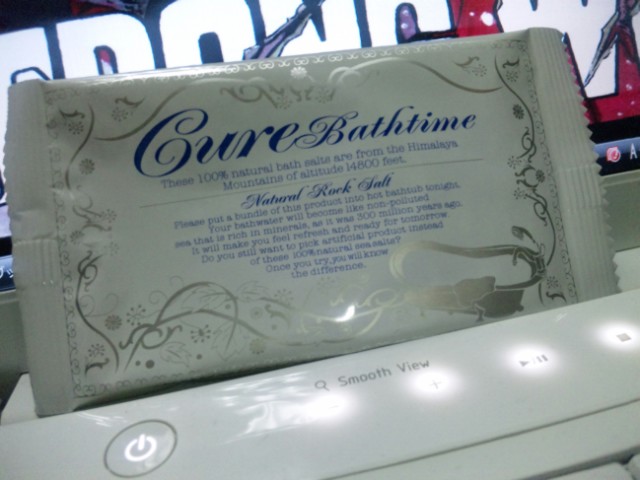 Cure Bathtime
These 100% natural bath salts are from the Himalaya
Mountains of altitude 14800 feet.
Natural Rock Salt
Please put a bundle of this product into hot bathtub tonight.
Your bathwater will become like non-polluted
sea that is rich in minerals, as it was 300 million years ago.
It will make you feel refresh and ready for tomorrow.
Do you still want to pick artificial product instead
of these 100%natural sea salts?
Once you try,you will know
the difference.
Smooth View